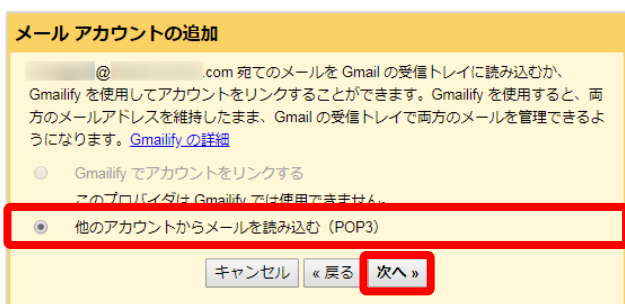 メール アカウントの追加
@ .com 宛てのメールを Gmail の受信トレイに読み込むか、
Gmailify を使用してアカウントをリンクすることができます。Gmailify を使用すると、両
方のメールアドレスを維持したまま、Gmail の受信トレイで両方のメールを管理できるよ
うになります。Gmailify の詳細
Gmailify でアカウントをリンクする
このプロバイダは Gmailify では使用できません。
他のアカウントからメールを読み込む（POP3）
キャンセル « 戻る 次へ »